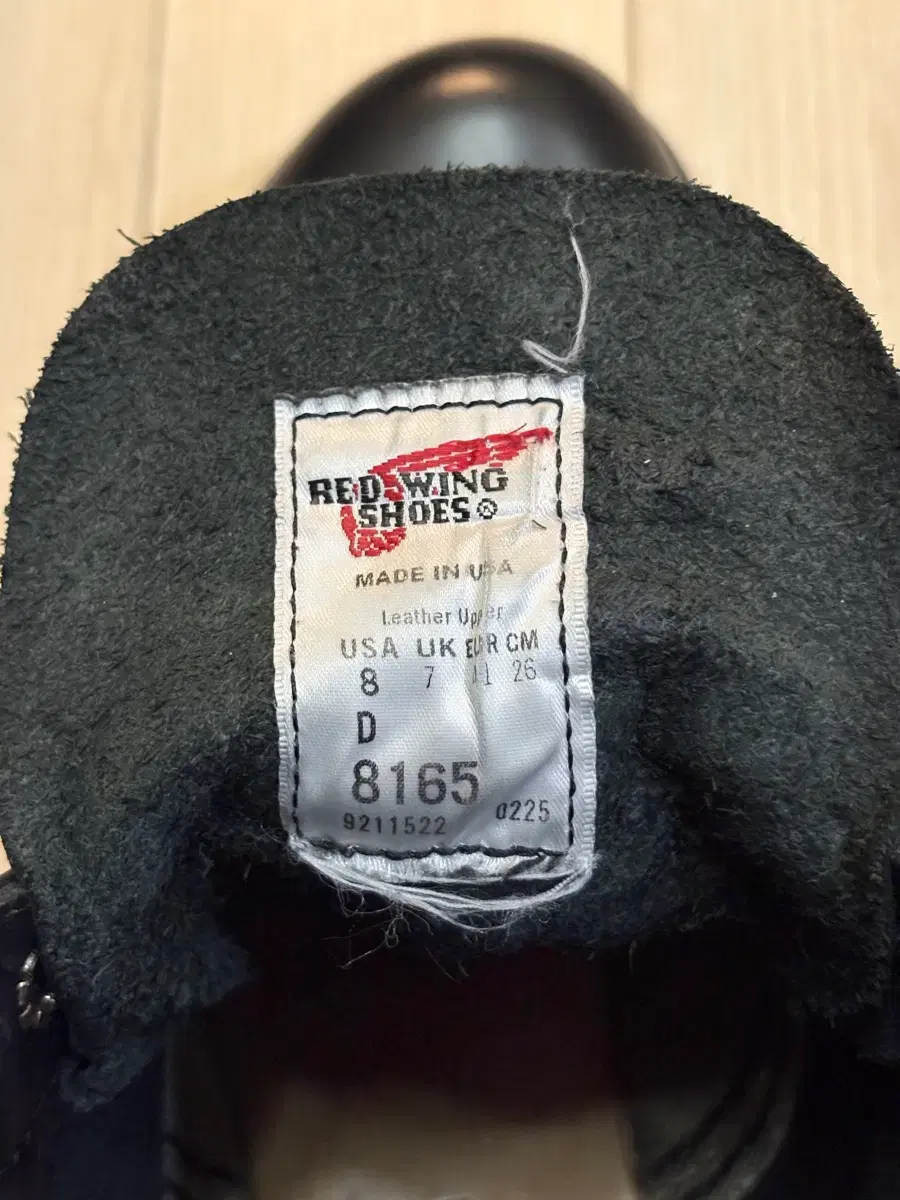 RED WING
SHOES ®
MADE IN USA
Leather Upper
USA UK EUR CM
8 7 41 26
D
8165
9211522 0225